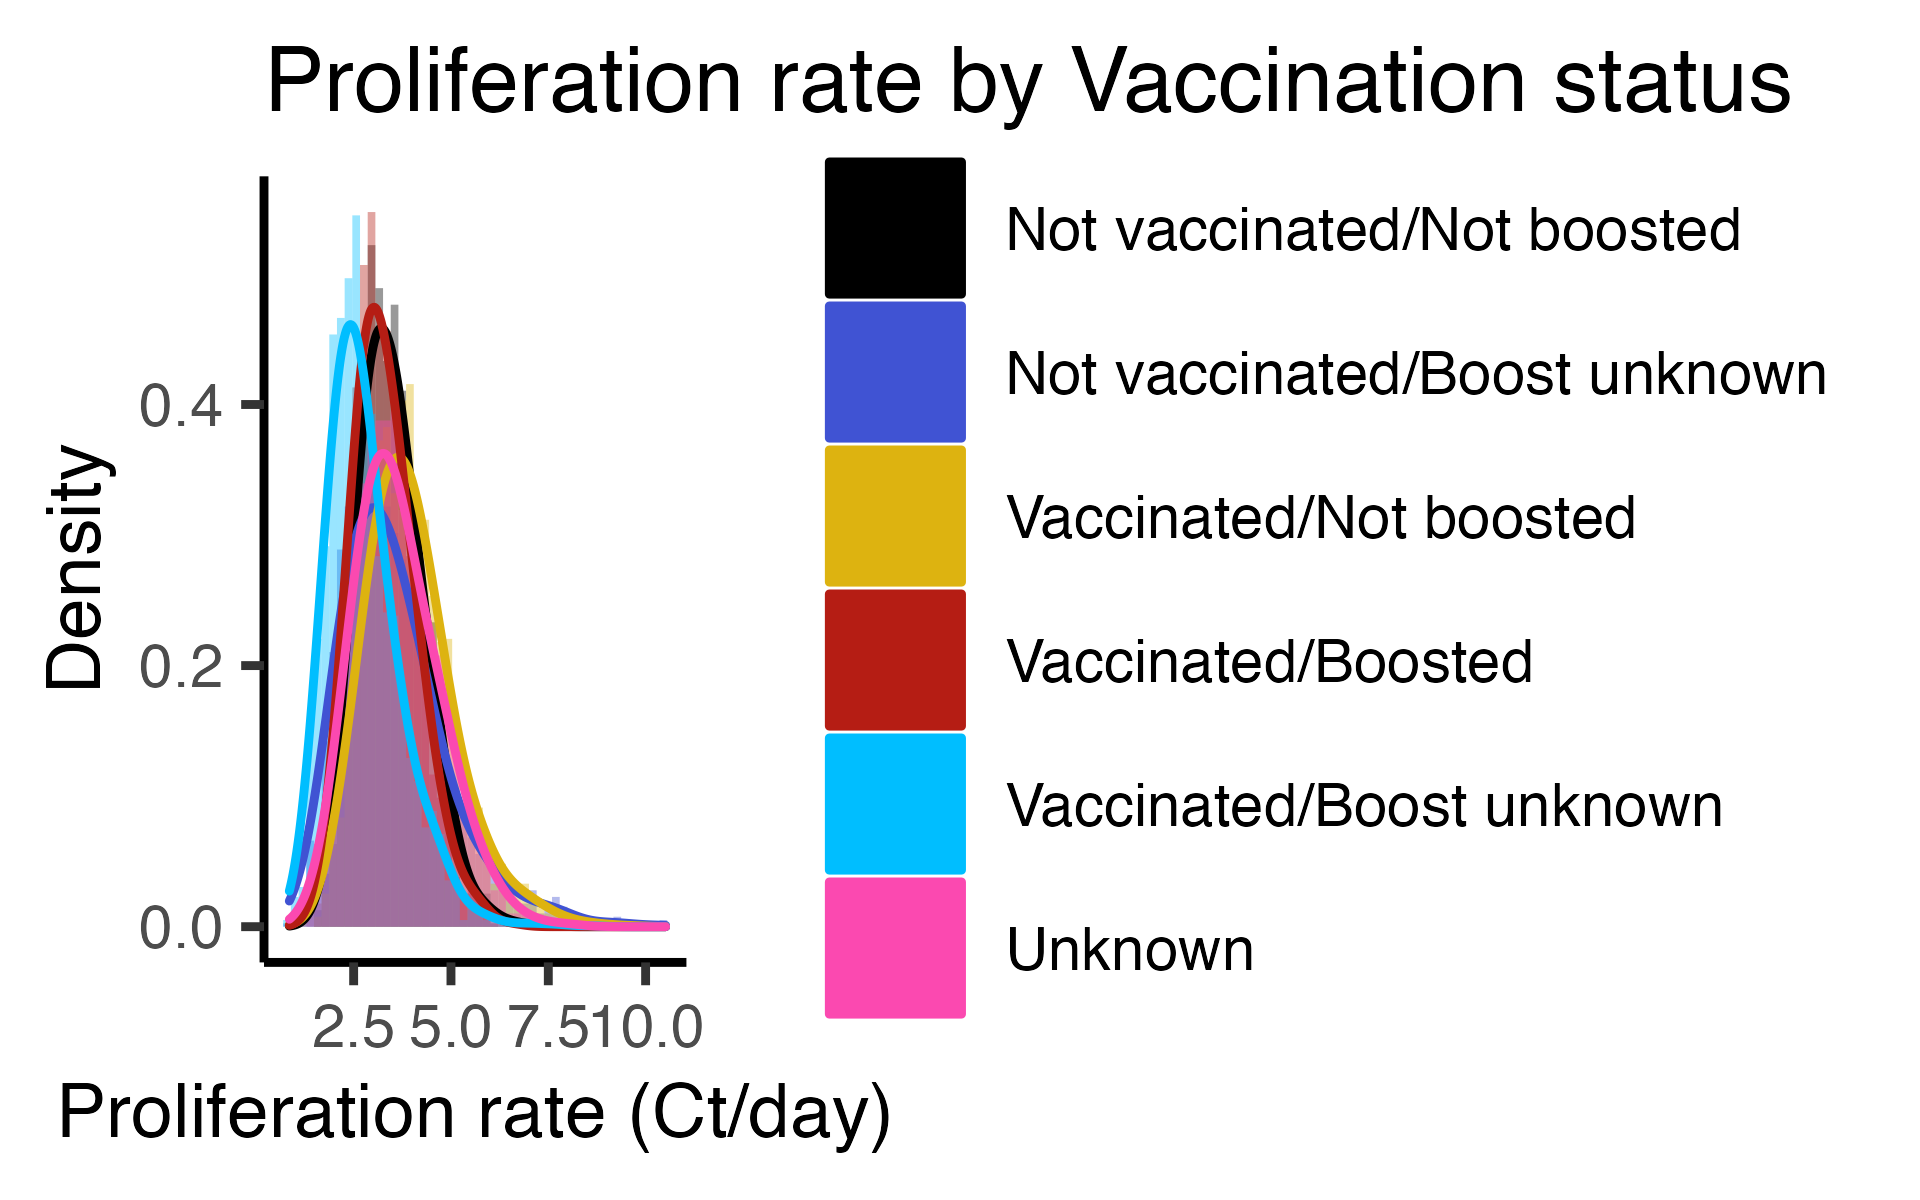 Proliferation rate by Vaccination status
Not vaccinated/Not boosted
Not vaccinated/Boost unknown
Vaccinated/Not boosted
Vaccinated/Boosted
Vaccinated/Boost unknown
Unknown
Density
0.4
0.2
0.0
2.5 5.0 7.5 10.0
Proliferation rate (Ct/day)